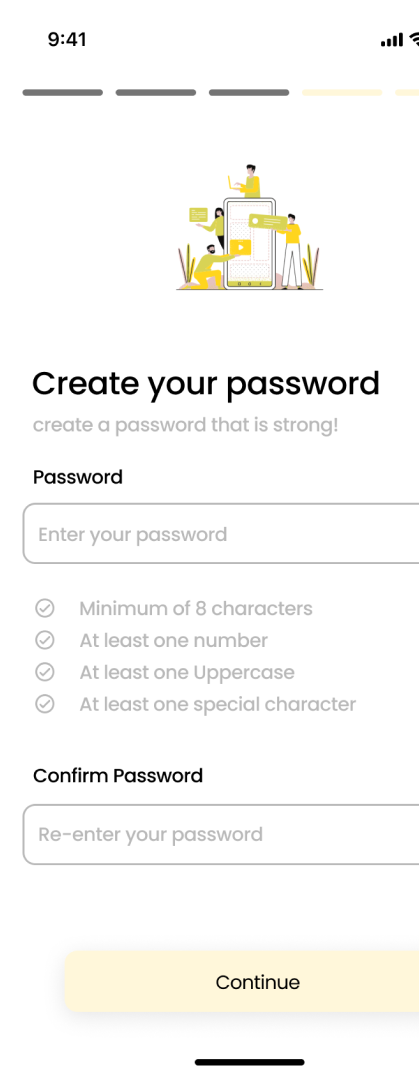 9:41
Create your password
create a password that is strong!
Password
Enter your password
Minimum of 8 characters
At least one number
At least one Uppercase
At least one special character
Confirm Password
Re-enter your password
Continue